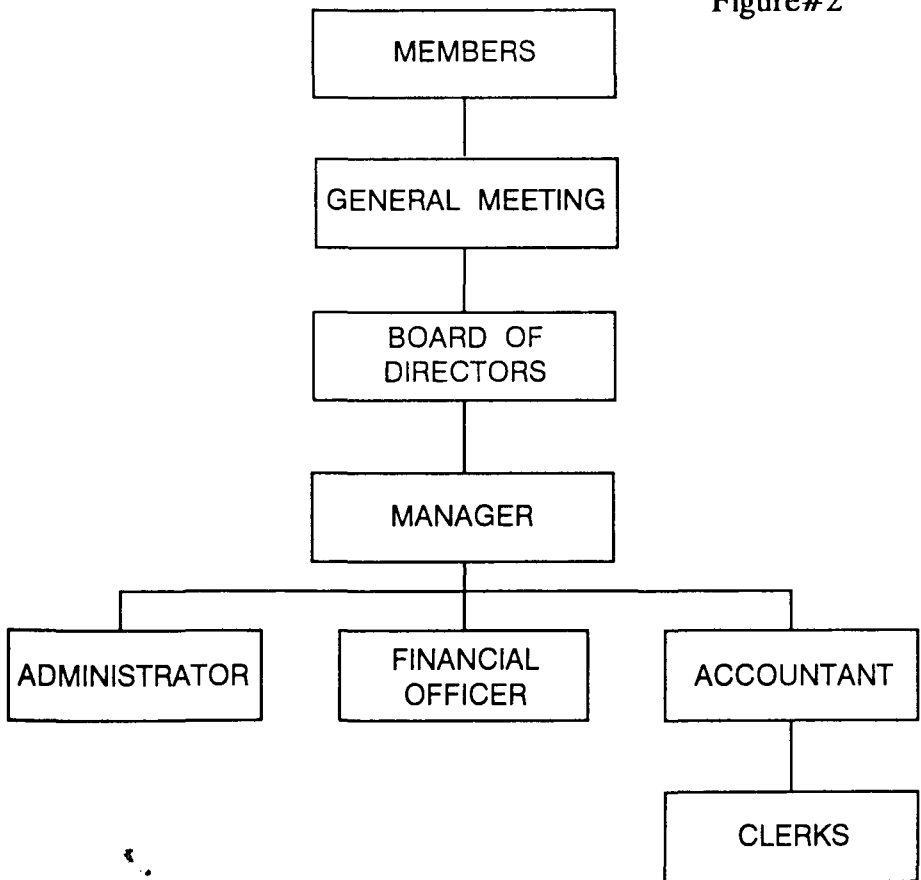 Figure#2
MEMBERS
GENERAL MEETING
BOARD OF
DIRECTORS
MANAGER
ADMINISTRATOR
FINANCIAL
OFFICER
ACCOUNTANT
CLERKS